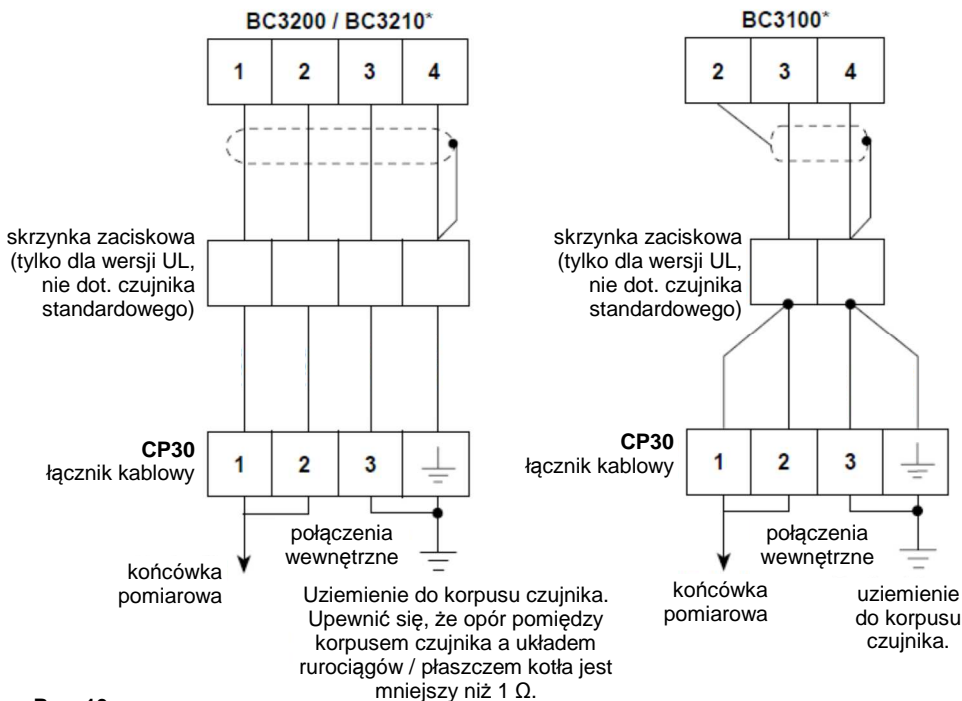 BC3200 / BC3210*
1 2 3 4
skrzynka zaciskowa
(tylko dla wersji UL,
nie dot. czujnika
standardowego)
CP30
łącznik kablowy
1 2 3
połączenia
wewnętrzne
końcówka
pomiarowa
Uziemienie do korpusu czujnika.
Upewnić się, że opór pomiędzy
korpusem czujnika a układem
rurociągów / płaszczem kotła jest
mniejszy niż 1 Ω.
BC3100*
2 3 4
skrzynka zaciskowa
(tylko dla wersji UL,
nie dot. czujnika
standardowego)
CP30
łącznik kablowy
1 2 3
połączenia
wewnętrzne
końcówka
pomiarowa
uziemienie
do korpusu
czujnika.